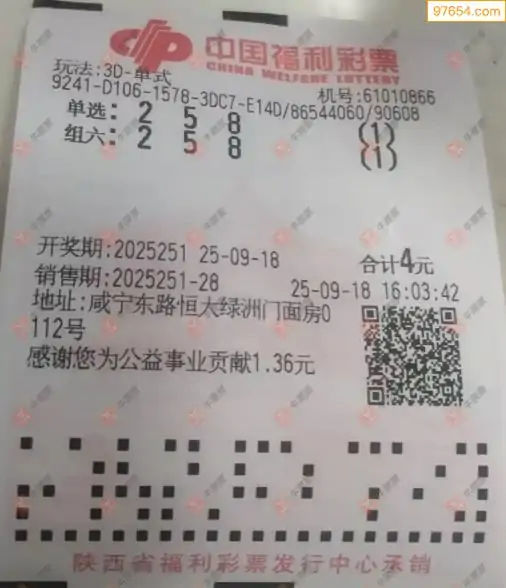 97654.com
中国福利彩票
CHINA WELFARE LOTTERY
玩法:3D-单式
机号:61010866
9241-D106-1578-3DC7-E14D/86544060/90608
单选: 2 5 8 (1)
组六: 2 5 8 (1)
开奖期:2025251 25-09-18 合计4元
销售期:2025251-28 25-09-18 16:03:42
地址:咸宁东路恒大绿洲门面房0
112号
感谢您为公益事业贡献1.36元
陕西省福利彩票发行中心承销